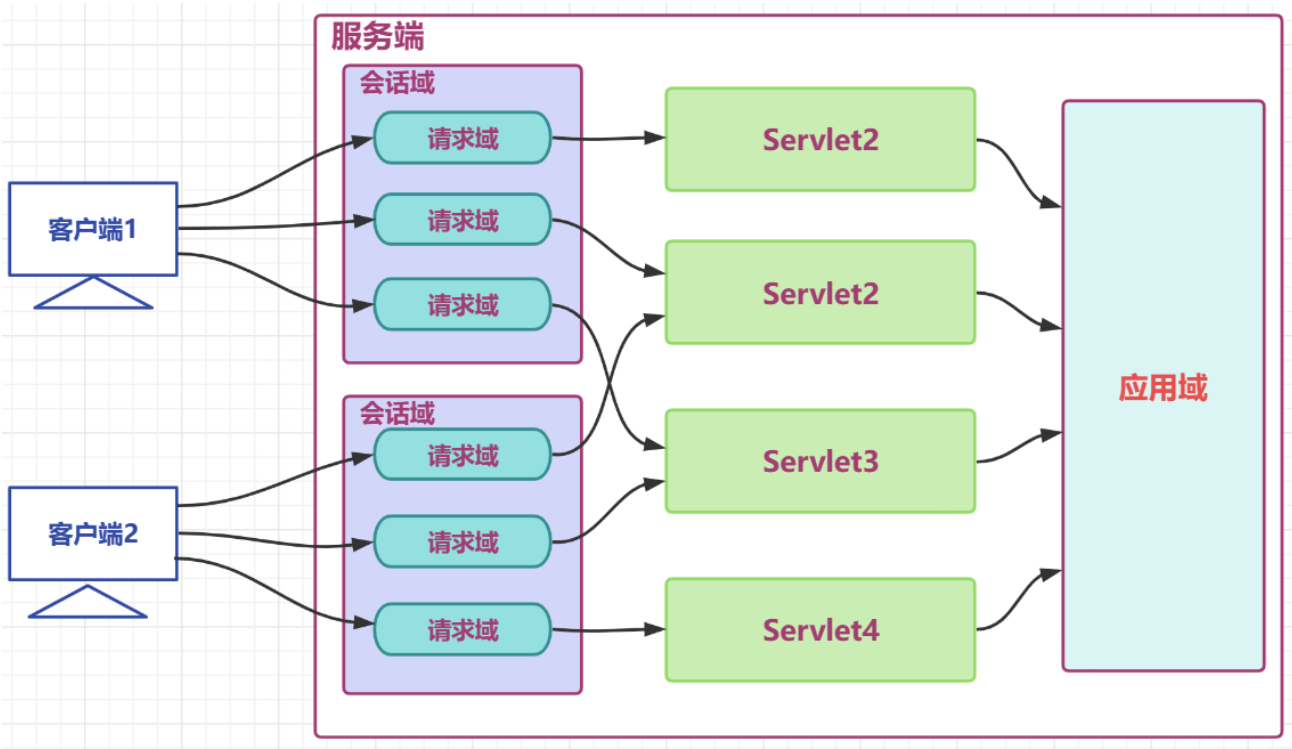 服务端
会话域
请求域
请求域
请求域
客户端1
会话域
请求域
请求域
请求域
客户端2
Servlet2
Servlet2
Servlet3
Servlet4
应用域